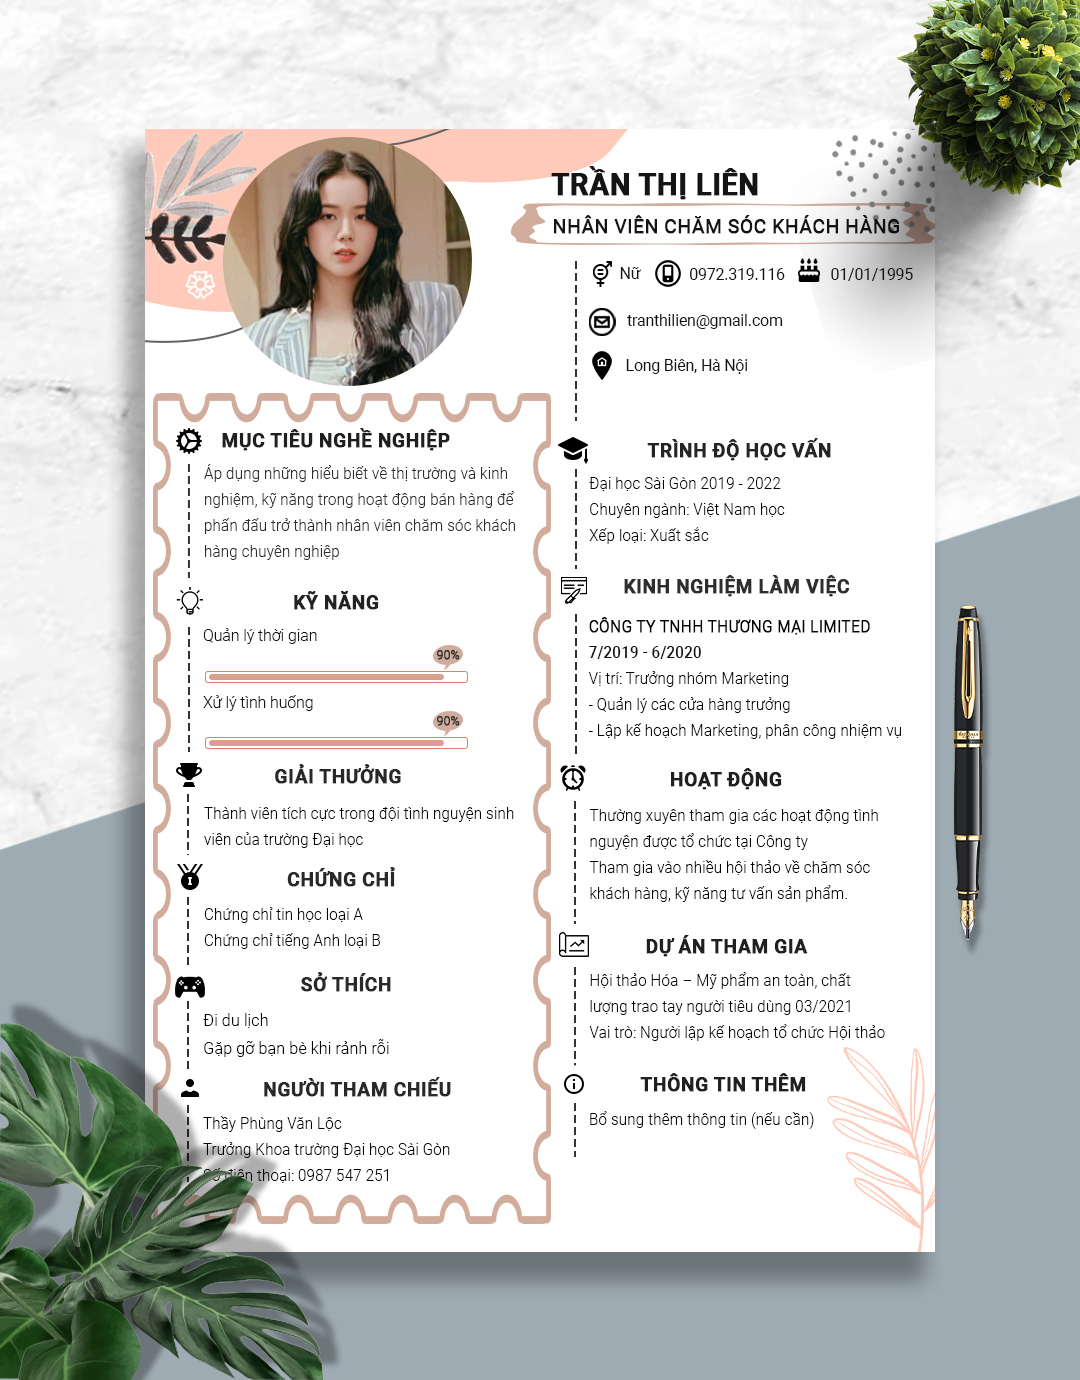 TRẦN THỊ LIÊN
NHÂN VIÊN CHĂM SÓC KHÁCH HÀNG
Nữ 0972.319.116 01/01/1995
tranthilien@gmail.com
Long Biên, Hà Nội
MỤC TIÊU NGHỀ NGHIỆP
Áp dụng những hiểu biết về thị trường và kinh
nghiệm, kỹ năng trong hoạt động bán hàng để
phấn đấu trở thành nhân viên chăm sóc khách
hàng chuyên nghiệp
KỸ NĂNG
Quản lý thời gian
90%
Xử lý tình huống
90%
GIẢI THƯỞNG
Thành viên tích cực trong đội tình nguyện sinh
viên của trường Đại học
CHỨNG CHỈ
Chứng chỉ tin học loại A
Chứng chỉ tiếng Anh loại B
SỞ THÍCH
Đi du lịch
Gặp gỡ bạn bè khi rảnh rỗi
NGƯỜI THAM CHIẾU
Thầy Phùng Văn Lộc
Trưởng Khoa trường Đại học Sài Gòn
Số điện thoại: 0987 547 251
TRÌNH ĐỘ HỌC VẤN
Đại học Sài Gòn 2019 - 2022
Chuyên ngành: Việt Nam học
Xếp loại: Xuất sắc
KINH NGHIỆM LÀM VIỆC
CÔNG TY TNHH THƯƠNG MẠI LIMITED
7/2019 - 6/2020
Vị trí: Trưởng nhóm Marketing
- Quản lý các cửa hàng trưởng
- Lập kế hoạch Marketing, phân công nhiệm vụ
HOẠT ĐỘNG
Thường xuyên tham gia các hoạt động tình
nguyện được tổ chức tại Công ty
Tham gia vào nhiều hội thảo về chăm sóc
khách hàng, kỹ năng tư vấn sản phẩm.
DỰ ÁN THAM GIA
Hội thảo Hóa – Mỹ phẩm an toàn, chất
lượng trao tay người tiêu dùng 03/2021
Vai trò: Người lập kế hoạch tổ chức Hội thảo
THÔNG TIN THÊM
Bổ sung thêm thông tin (nếu cần)